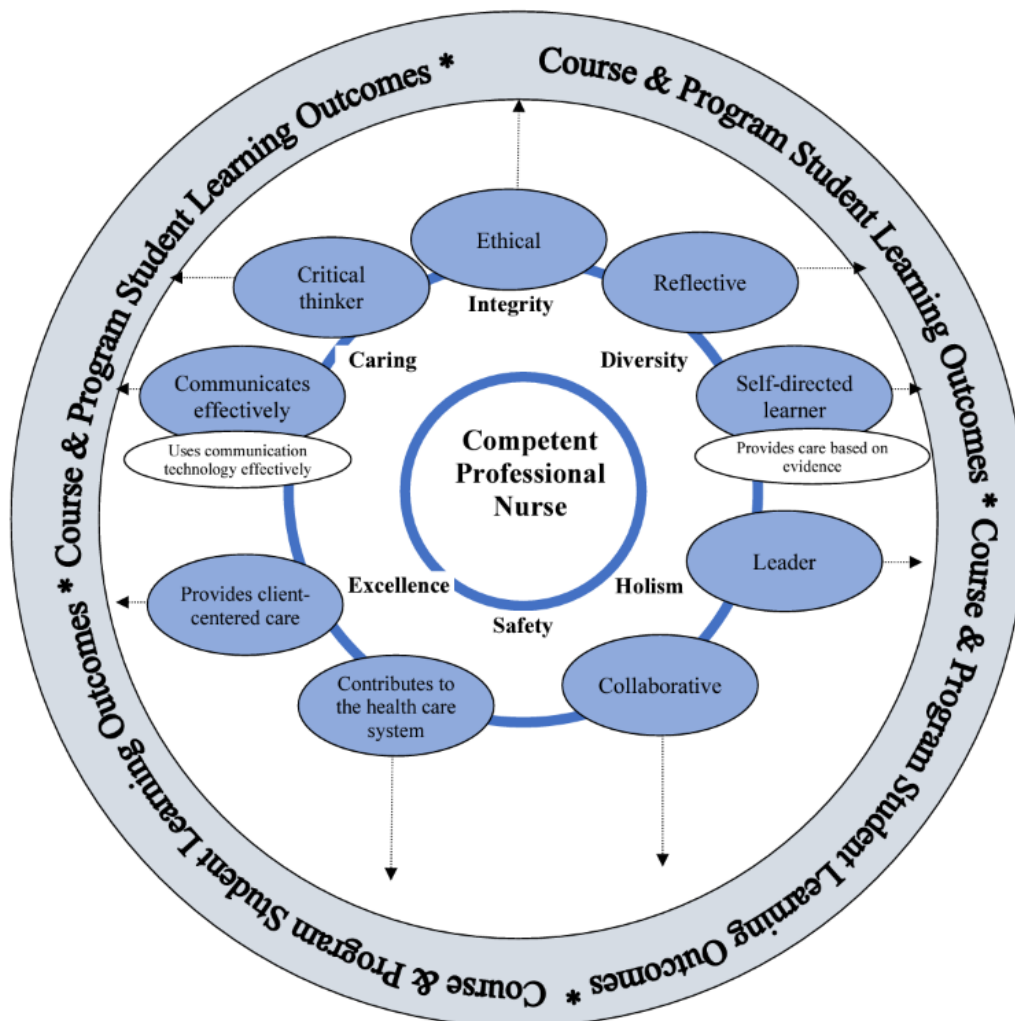 Course & Program Student Learning Outcomes * Course & Program Student Learning Outcomes * Course & Program Student Learning Outcomes * Course & Program Student Learning Outcomes *
Ethical
Critical
thinker
Reflective
Integrity
Caring
Diversity
Communicates
effectively
Self-directed
learner
Uses communication
technology effectively
Provides care based on
evidence
Competent
Professional
Nurse
Leader
Excellence
Holism
Provides client-
centered care
Safety
Contributes to
the health care
system
Collaborative